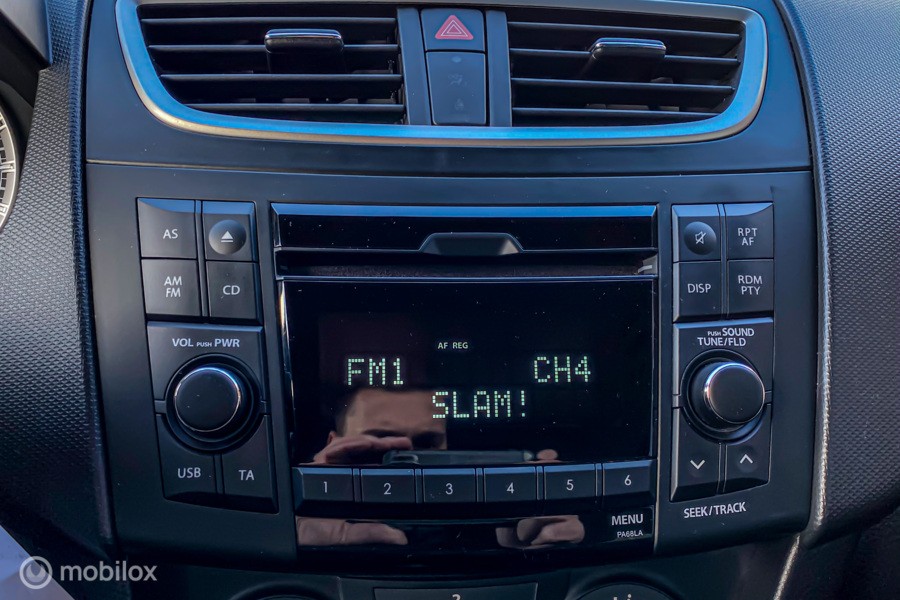 AS
AM
FM
CD
VOL PUSH PWR
USB
TA
AF REG
FM1
CH4
SLAM!
1 2 3 4 5 6
MENU
PA68LA
RPT
AF
DISP
RDM
PTY
PUSH SOUND
TUNE/FLD
SEEK/TRACK
mobilox